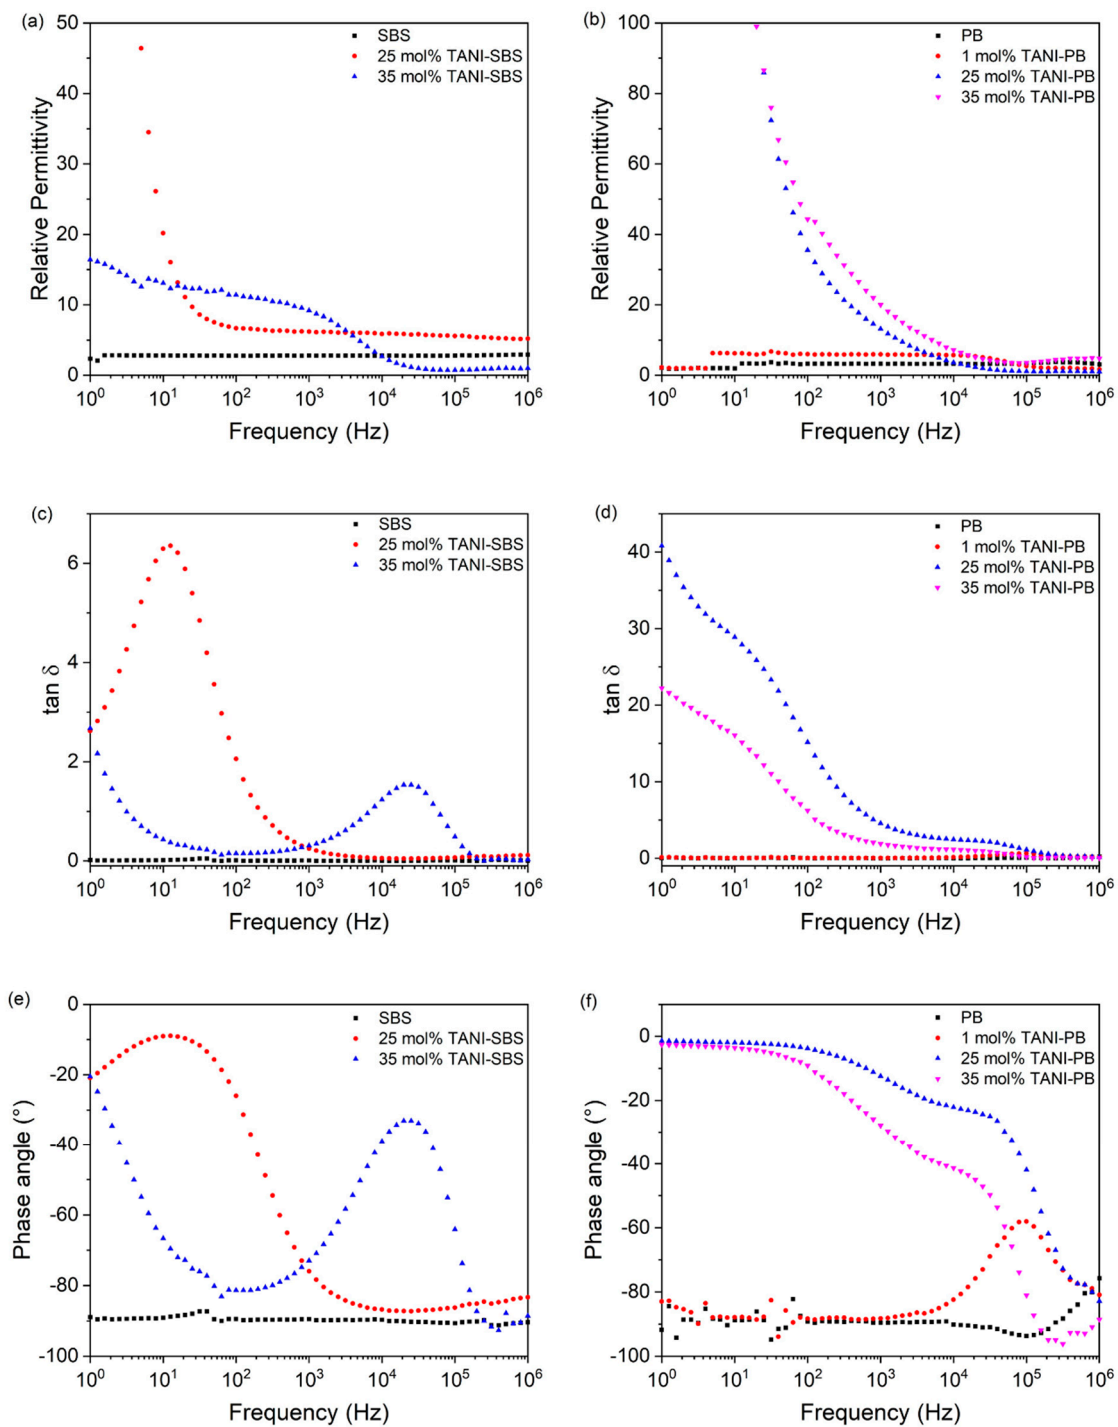 (a)
50
40
30
20
10
0
Relative Permittivity
SBS
25 mol% TANI-SBS
35 mol% TANI-SBS
10⁰ 10¹ 10² 10³ 10⁴ 10⁵ 10⁶
Frequency (Hz)
(b)
100
80
60
40
20
0
Relative Permittivity
PB
1 mol% TANI-PB
25 mol% TANI-PB
35 mol% TANI-PB
10⁰ 10¹ 10² 10³ 10⁴ 10⁵ 10⁶
Frequency (Hz)
(c)
6
4
2
0
tan δ
SBS
25 mol% TANI-SBS
35 mol% TANI-SBS
10⁰ 10¹ 10² 10³ 10⁴ 10⁵ 10⁶
Frequency (Hz)
(d)
40
30
20
10
0
tan δ
PB
1 mol% TANI-PB
25 mol% TANI-PB
35 mol% TANI-PB
10⁰ 10¹ 10² 10³ 10⁴ 10⁵ 10⁶
Frequency (Hz)
(e)
0
-20
-40
-60
-80
-100
Phase angle (°)
SBS
25 mol% TANI-SBS
35 mol% TANI-SBS
10⁰ 10¹ 10² 10³ 10⁴ 10⁵ 10⁶
Frequency (Hz)
(f)
0
-20
-40
-60
-80
-100
Phase angle (°)
PB
1 mol% TANI-PB
25 mol% TANI-PB
35 mol% TANI-PB
10⁰ 10¹ 10² 10³ 10⁴ 10⁵ 10⁶
Frequency (Hz)